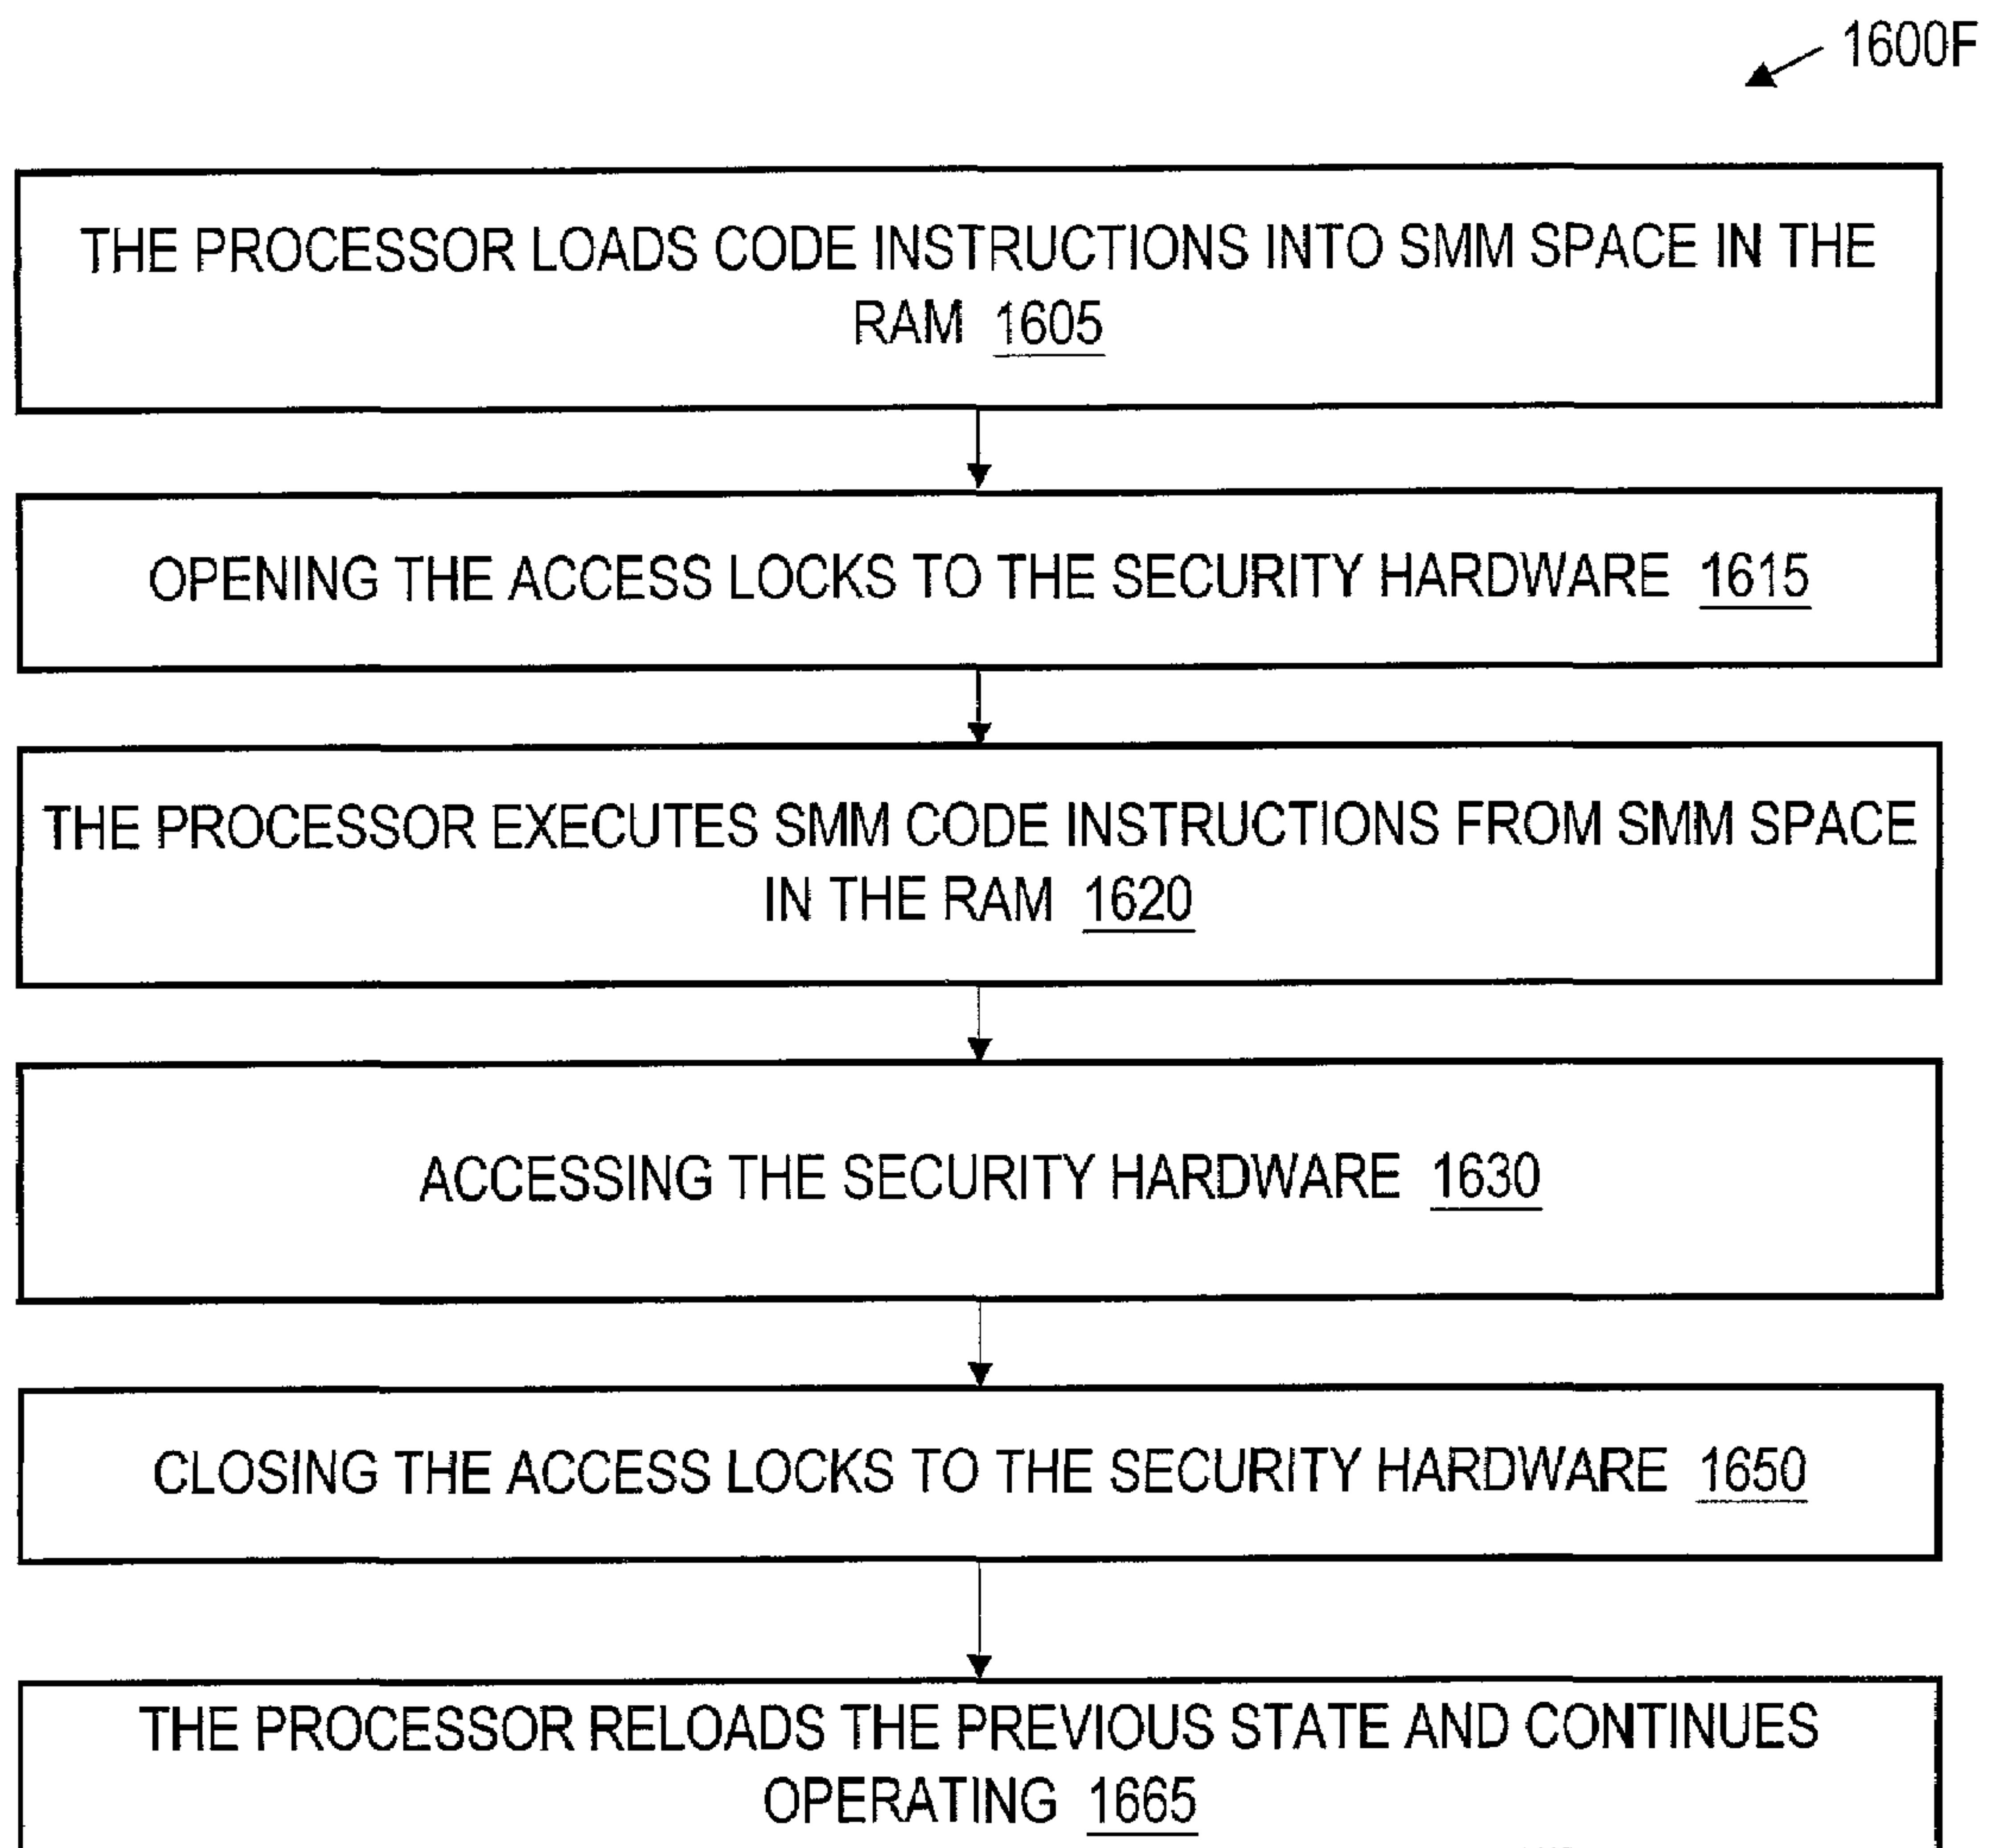 1600F
THE PROCESSOR LOADS CODE INSTRUCTIONS INTO SMM SPACE IN THE
RAM 1605
OPENING THE ACCESS LOCKS TO THE SECURITY HARDWARE 1615
THE PROCESSOR EXECUTES SMM CODE INSTRUCTIONS FROM SMM SPACE
IN THE RAM 1620
ACCESSING THE SECURITY HARDWARE 1630
CLOSING THE ACCESS LOCKS TO THE SECURITY HARDWARE 1650
THE PROCESSOR RELOADS THE PREVIOUS STATE AND CONTINUES
OPERATING 1665